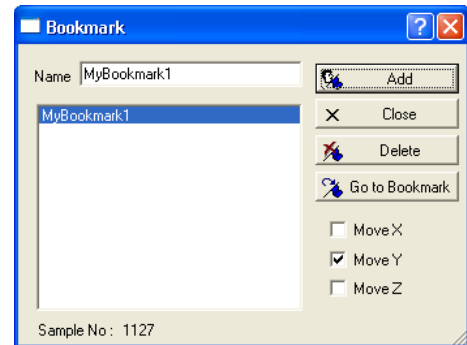 Bookmark
Name MyBookmark1
Add
MyBookmark1
Close
Delete
Go to Bookmark
Move X
Move Y
Move Z
Sample No : 1127